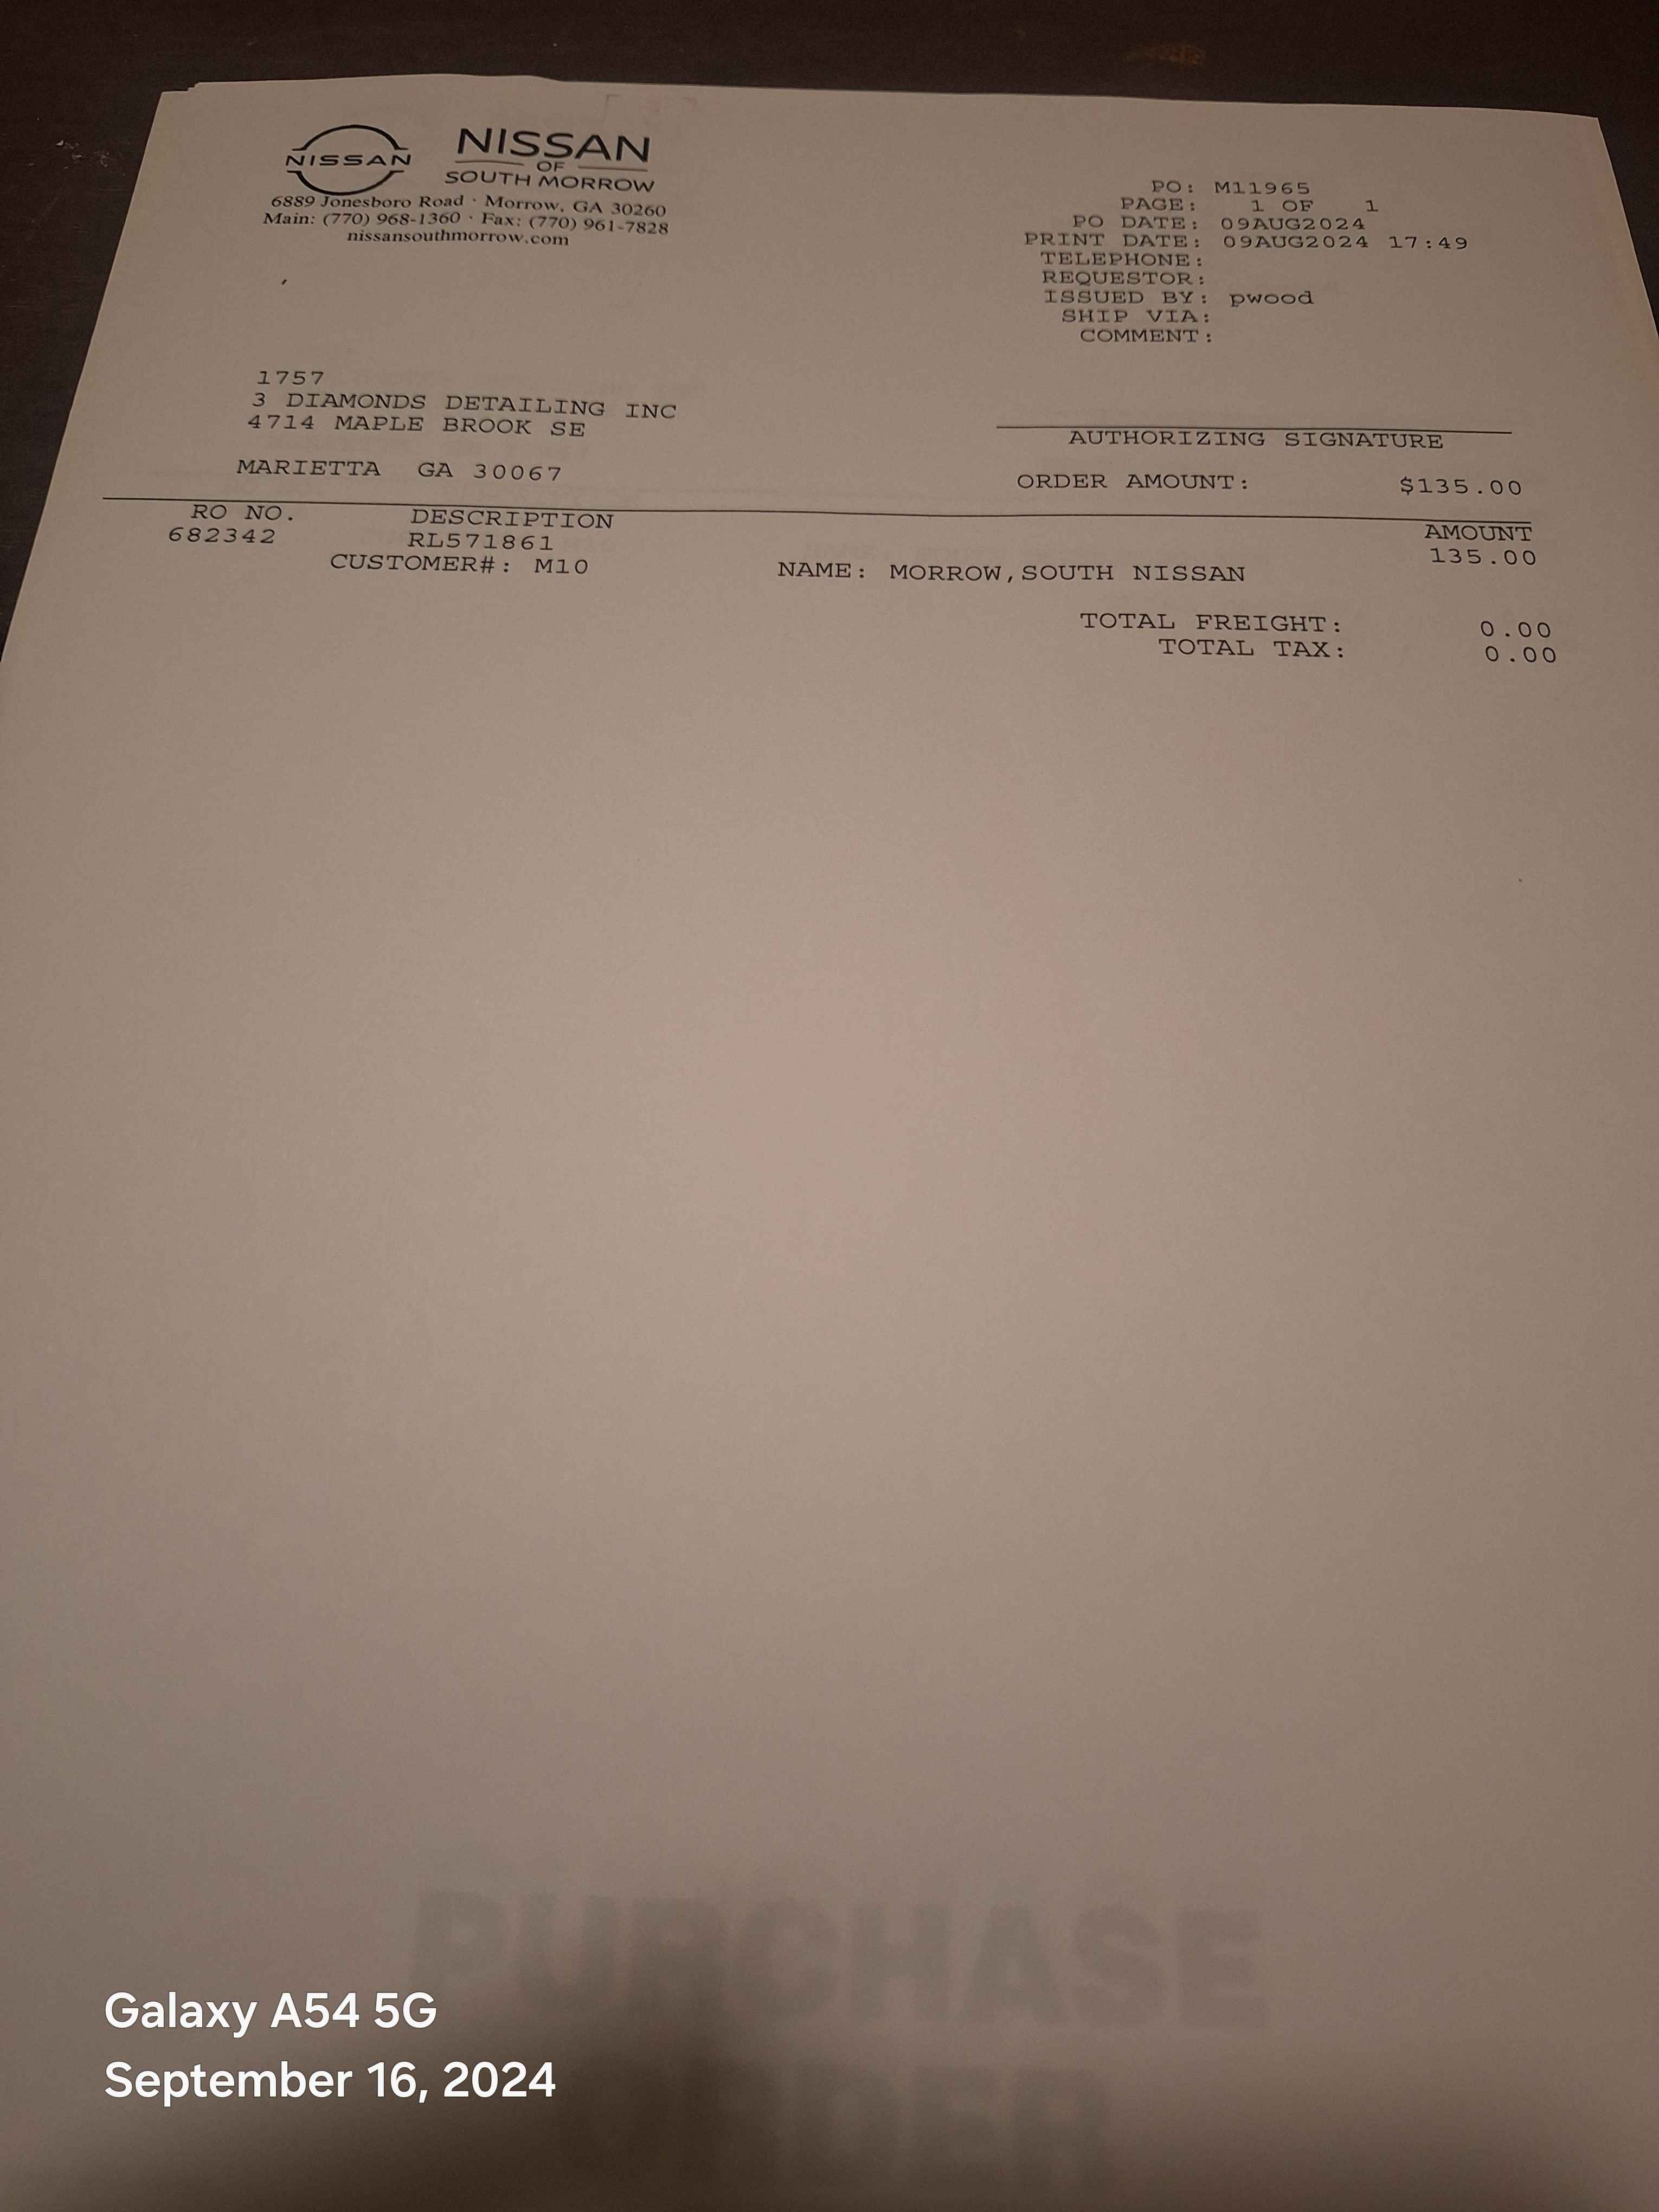 NISSAN
NISSAN
OF
SOUTH MORROW
6889 Jonesboro Road · Morrow, GA 30260
Main: (770) 968-1360 · Fax: (770) 961-7828
nissansouthmorrow.com
PO: M11965
PAGE: 1 OF 1
PO DATE: 09AUG2024
PRINT DATE: 09AUG2024 17:49
TELEPHONE:
REQUESTOR:
ISSUED BY: pwood
SHIP VIA:
COMMENT:
1757
3 DIAMONDS DETAILING INC
4714 MAPLE BROOK SE
MARIETTA GA 30067
AUTHORIZING SIGNATURE
ORDER AMOUNT: $135.00
RO NO. DESCRIPTION AMOUNT
682342 RL571861 135.00
CUSTOMER#: M10 NAME: MORROW,SOUTH NISSAN
TOTAL FREIGHT: 0.00
TOTAL TAX: 0.00
PURCHASE
ORDER
Galaxy A54 5G
September 16, 2024